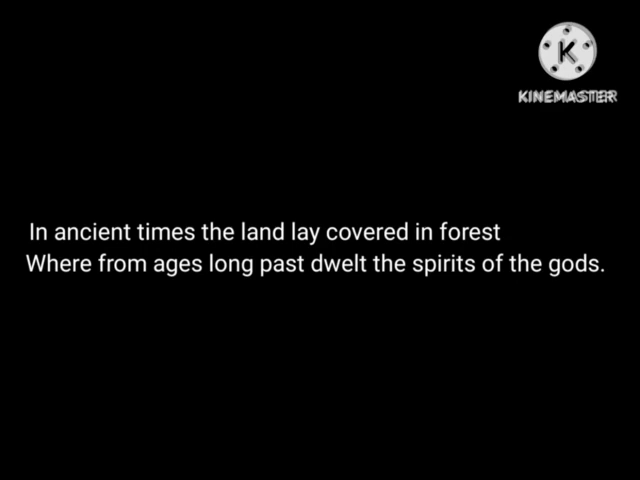 K
KINEMASTER
In ancient times the land lay covered in forest
Where from ages long past dwelt the spirits of the gods.